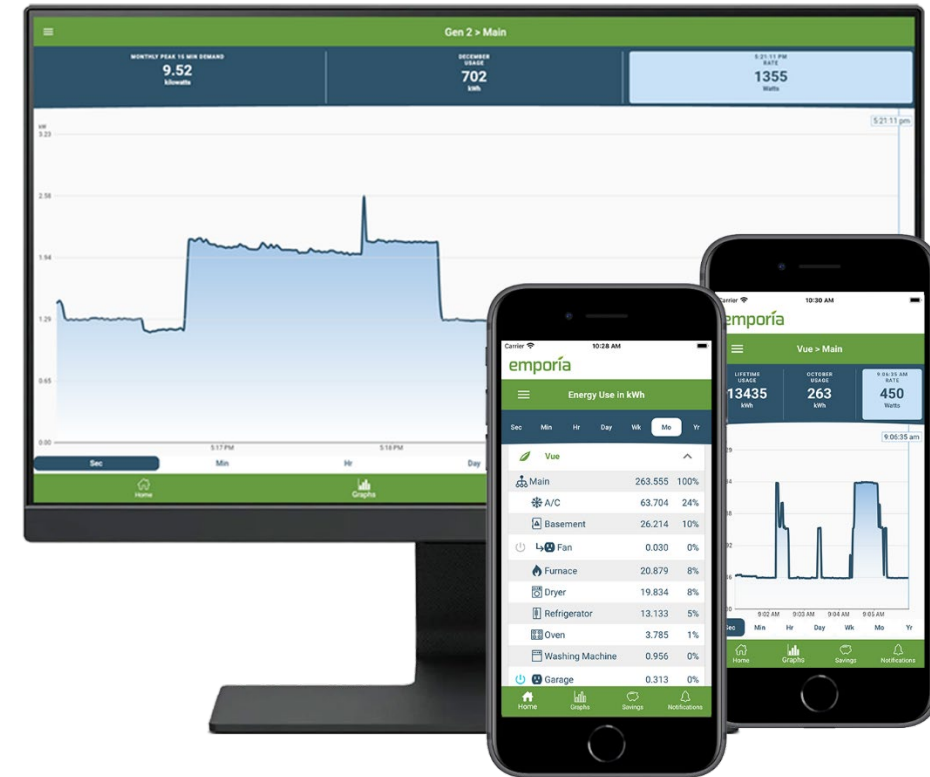 Gen 2 > Main
MONTHLY PEAK 15 MIN DEMAND
9.52
kilowatts
DECEMBER
USAGE
702
kWh
5:21:11 PM
RATE
1355
Watts
5:21:11 pm
kW
3.23
2.58
1.94
1.29
0.65
0.00
5:17 PM
5:18 PM
Sec
Min
Hr
Day
Home
Graphs
Carrier
10:28 AM
emporía
Energy Use in kWh
Sec Min Hr Day Wk Mo Yr
Vue
Main 263.555 100%
A/C 63.704 24%
Basement 26.214 10%
Fan 0.030 0%
Furnace 20.879 8%
Dryer 19.834 8%
Refrigerator 13.133 5%
Oven 3.785 1%
Washing Machine 0.956 0%
Garage 0.313 0%
Home Graphs Savings Notifications
10:30 AM
emporía
Vue > Main
LIFETIME
USAGE
13435
kWh
OCTOBER
USAGE
263
kWh
9:06:35 AM
RATE
450
Watts
9:06:35 am
9:02 AM 9:03 AM 9:04 AM 9:05 AM
Sec Min Hr Day Wk Mo Yr
Home Graphs Savings Notifications